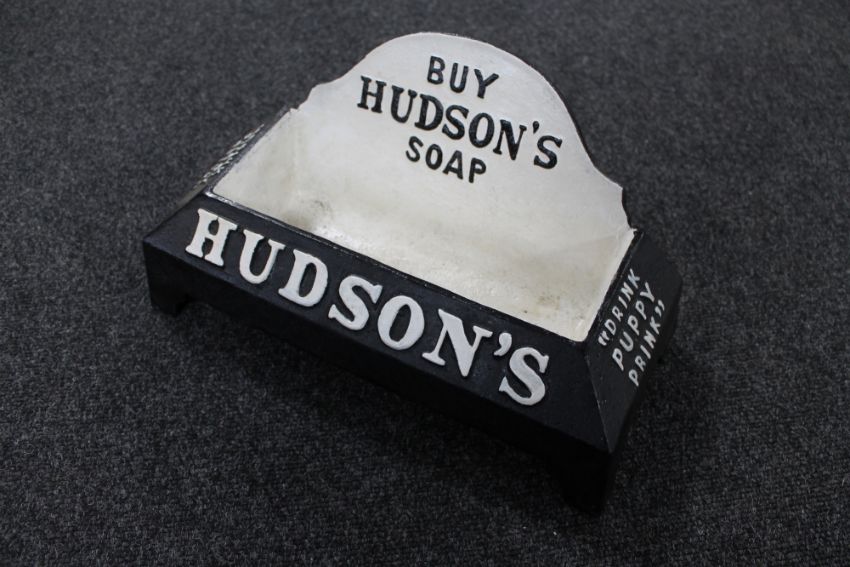 BUY
HUDSON'S
SOAP
HUDSON'S
"DRINK
PUPPY
DRINK"